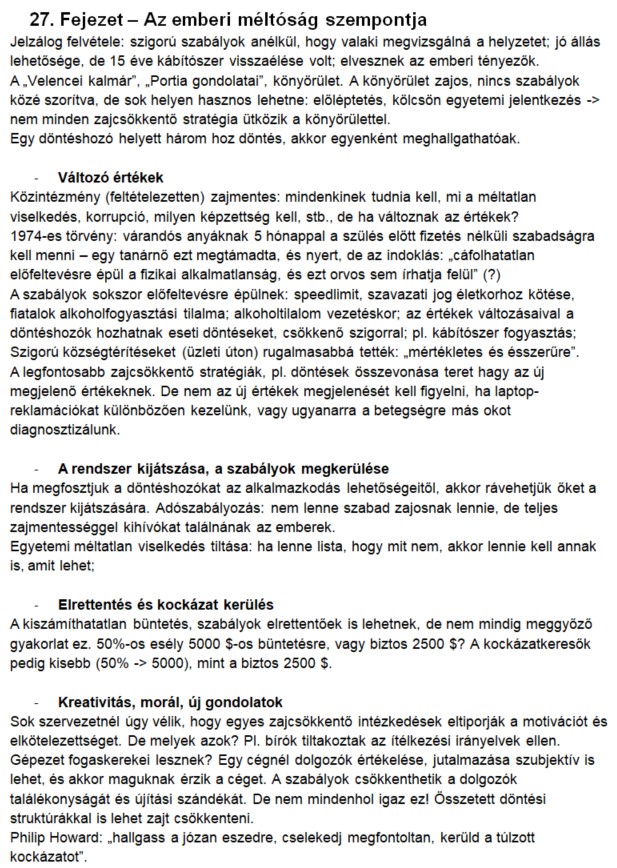 27. Fejezet – Az emberi méltóság szempontja
Jelzálog felvétele: szigorú szabályok anélkül, hogy valaki megvizsgálná a helyzetet; jó állás
lehetősége, de 15 éve kábítószer visszaélése volt; elvesznek az emberi tényezők.
A „Velencei kalmár”, „Portia gondolatai”, könyörület. A könyörület zajos, nincs szabályok
közé szorítva, de sok helyen hasznos lehetne: előléptetés, kölcsön egyetemi jelentkezés ->
nem minden zajcsökkentő stratégia ütközik a könyörülettel.
Egy döntéshozó helyett három hoz döntés, akkor egyenként meghallgathatóak.
- Változó értékek
Közintézmény (feltételezetten) zajmentes: mindenkinek tudnia kell, mi a méltatlan
viselkedés, korrupció, milyen képzettség kell, stb., de ha változnak az értékek?
1974-es törvény: várandós anyáknak 5 hónappal a szülés előtt fizetés nélküli szabadságra
kell menni – egy tanárnő ezt megtámadta, és nyert, de az indoklás: „cáfolhatatlan
előfeltevésre épül a fizikai alkalmatlanság, és ezt orvos sem írhatja felül” (?)
A szabályok sokszor előfeltevésre épülnek: speedlimit, szavazati jog életkorhoz kötése,
fiatalok alkoholfogyasztási tilalma; alkoholtilalom vezetéskor; az értékek változásaival a
döntéshozók hozhatnak eseti döntéseket, csökkenő szigorral; pl. kábítószer fogyasztás;
Szigorú községtérítéseket (üzleti úton) rugalmasabbá tették: „mértékletes és ésszerűre”.
A legfontosabb zajcsökkentő stratégiák, pl. döntések összevonása teret hagy az új
megjelenő értékeknek. De nem az új értékek megjelenését kell figyelni, ha laptop-
reklamációkat különbözően kezelünk, vagy ugyanarra a betegségre más okot
diagnosztizálunk.
- A rendszer kijátszása, a szabályok megkerülése
Ha megfosztjuk a döntéshozókat az alkalmazkodás lehetőségeitől, akkor rávehetjük őket a
rendszer kijátszására. Adószabályozás: nem lenne szabad zajosnak lennie, de teljes
zajmentességgel kihívókat találnának az emberek.
Egyetemi méltatlan viselkedés tiltása: ha lenne lista, hogy mit nem, akkor lennie kell annak
is, amit lehet;
- Elrettentés és kockázat kerülés
A kiszámíthatatlan büntetés, szabályok elrettentőek is lehetnek, de nem mindig meggyőző
gyakorlat ez. 50%-os esély 5000 $-os büntetésre, vagy biztos 2500 $? A kockázatkeresők
pedig kisebb (50% -> 5000), mint a biztos 2500 $.
- Kreativitás, morál, új gondolatok
Sok szervezetnél úgy vélik, hogy egyes zajcsökkentő intézkedések eltiporják a motivációt és
elkötelezettséget. De melyek azok? Pl. bírók tiltakoztak az ítélkezési irányelvek ellen.
Gépezet fogaskerekei lesznek? Egy cégnél dolgozók értékelése, jutalmazása szubjektív is
lehet, és akkor maguknak érzik a céget. A szabályok csökkenthetik a dolgozók
találékonyságát és újítási szándékát. De nem mindenhol igaz ez! Összetett döntési
struktúrákkal is lehet zajt csökkenteni.
Philip Howard: „hallgass a józan eszedre, cselekedj megfontoltan, kerüld a túlzott
kockázatot”.